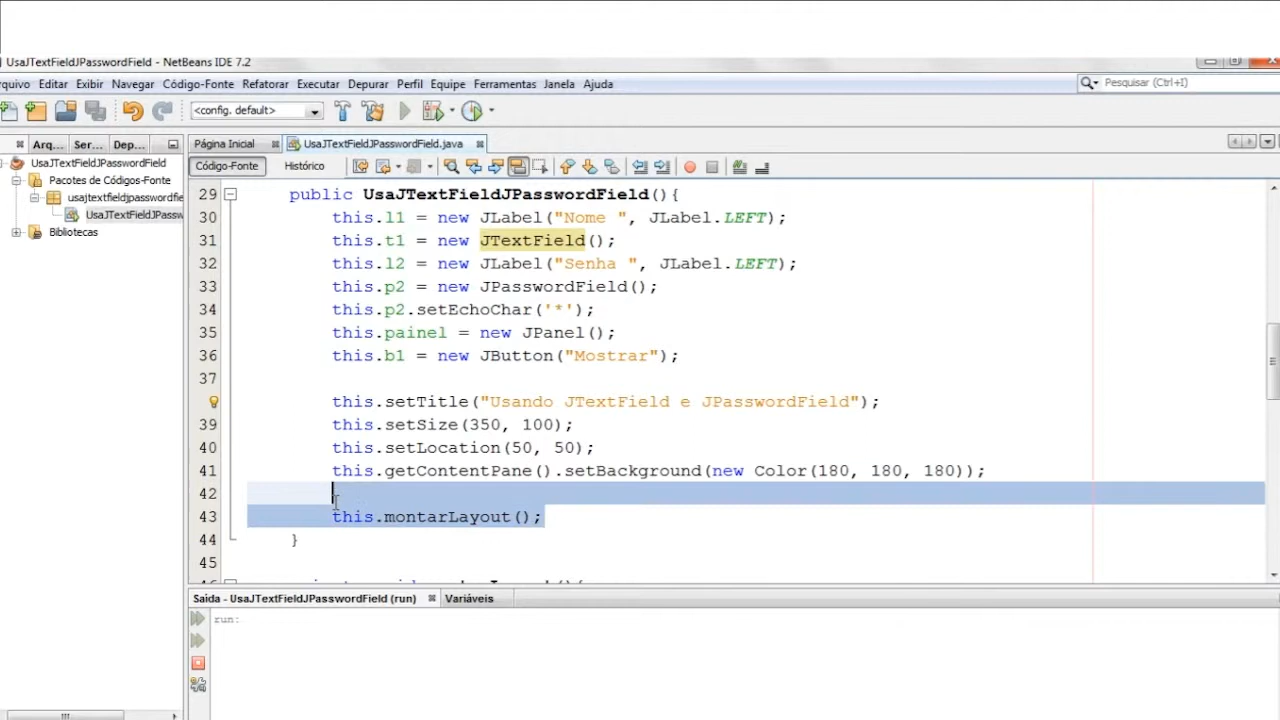 UsaJTextFieldJPasswordField - NetBeans IDE 7.2
rquivo Editar Exibir Navegar Código-Fonte Refatorar Executar Depurar Perfil Equipe Ferramentas Janela Ajuda
Pesquisar (Ctrl+I)
<config. default>
Arq... Ser... Dep...
Página Inicial UsaJTextFieldJPasswordField.java
UsaJTextFieldJPasswordField
Pacotes de Códigos-Fonte
usajtextfieldjpasswordfie
UsaJTextFieldJPassw
Bibliotecas
Código-Fonte Histórico
29 public UsaJTextFieldJPasswordField(){
30 this.l1 = new JLabel("Nome ", JLabel.LEFT);
31 this.t1 = new JTextField();
32 this.l2 = new JLabel("Senha ", JLabel.LEFT);
33 this.p2 = new JPasswordField();
34 this.p2.setEchoChar('*');
35 this.painel = new JPanel();
36 this.b1 = new JButton("Mostrar");
37
this.setTitle("Usando JTextField e JPasswordField");
39 this.setSize(350, 100);
40 this.setLocation(50, 50);
41 this.getContentPane().setBackground(new Color(180, 180, 180));
42
43 this.montarLayout();
44 }
45
Saída - UsaJTextFieldJPasswordField (run) Variáveis
run: